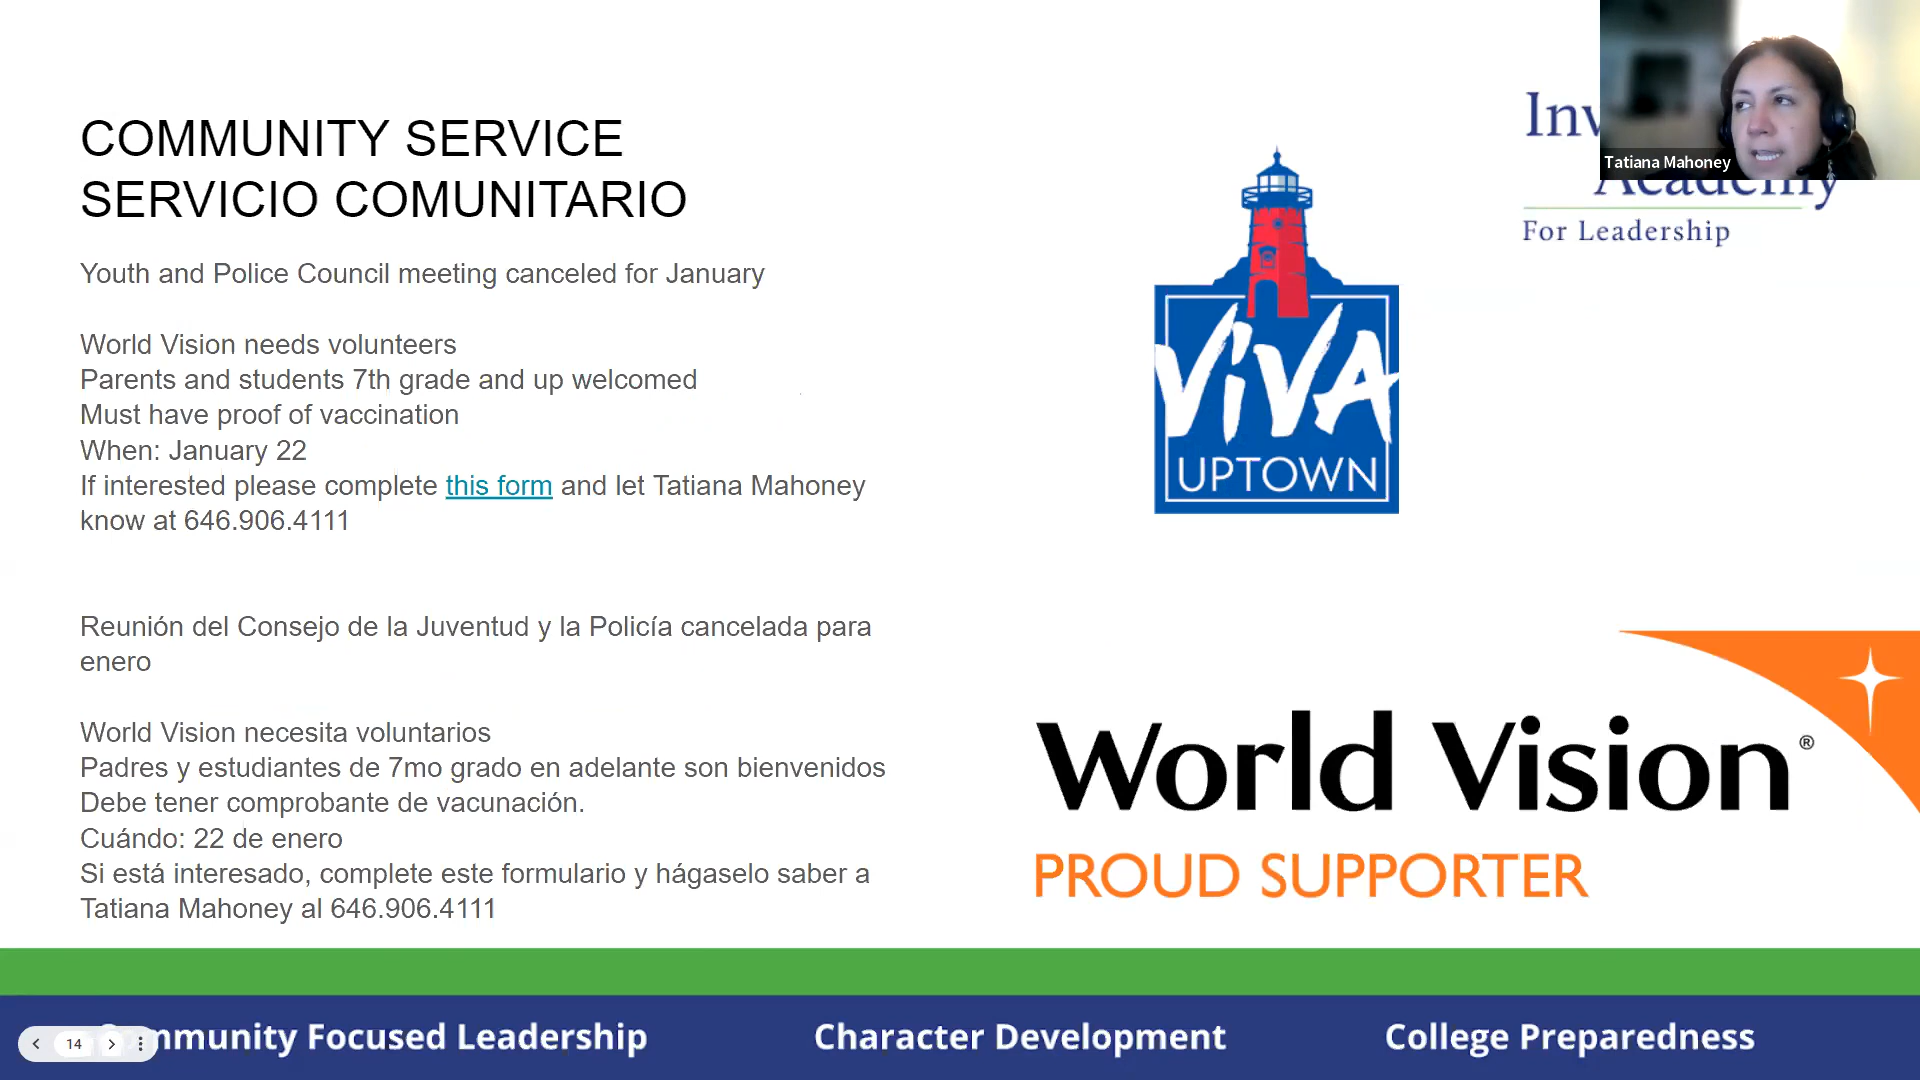 COMMUNITY SERVICE
SERVICIO COMUNITARIO
Youth and Police Council meeting canceled for January
World Vision needs volunteers
Parents and students 7th grade and up welcomed
Must have proof of vaccination
When: January 22
If interested please complete this form and let Tatiana Mahoney
know at 646.906.4111
Reunión del Consejo de la Juventud y la Policía cancelada para
enero
World Vision necesita voluntarios
Padres y estudiantes de 7mo grado en adelante son bienvenidos
Debe tener comprobante de vacunación.
Cuándo: 22 de enero
Si está interesado, complete este formulario y hágaselo saber a
Tatiana Mahoney al 646.906.4111
ViVA
UPTOWN
Tatiana Mahoney
Academy
For Leadership
World Vision®
PROUD SUPPORTER
14
Community Focused Leadership
Character Development
College Preparedness